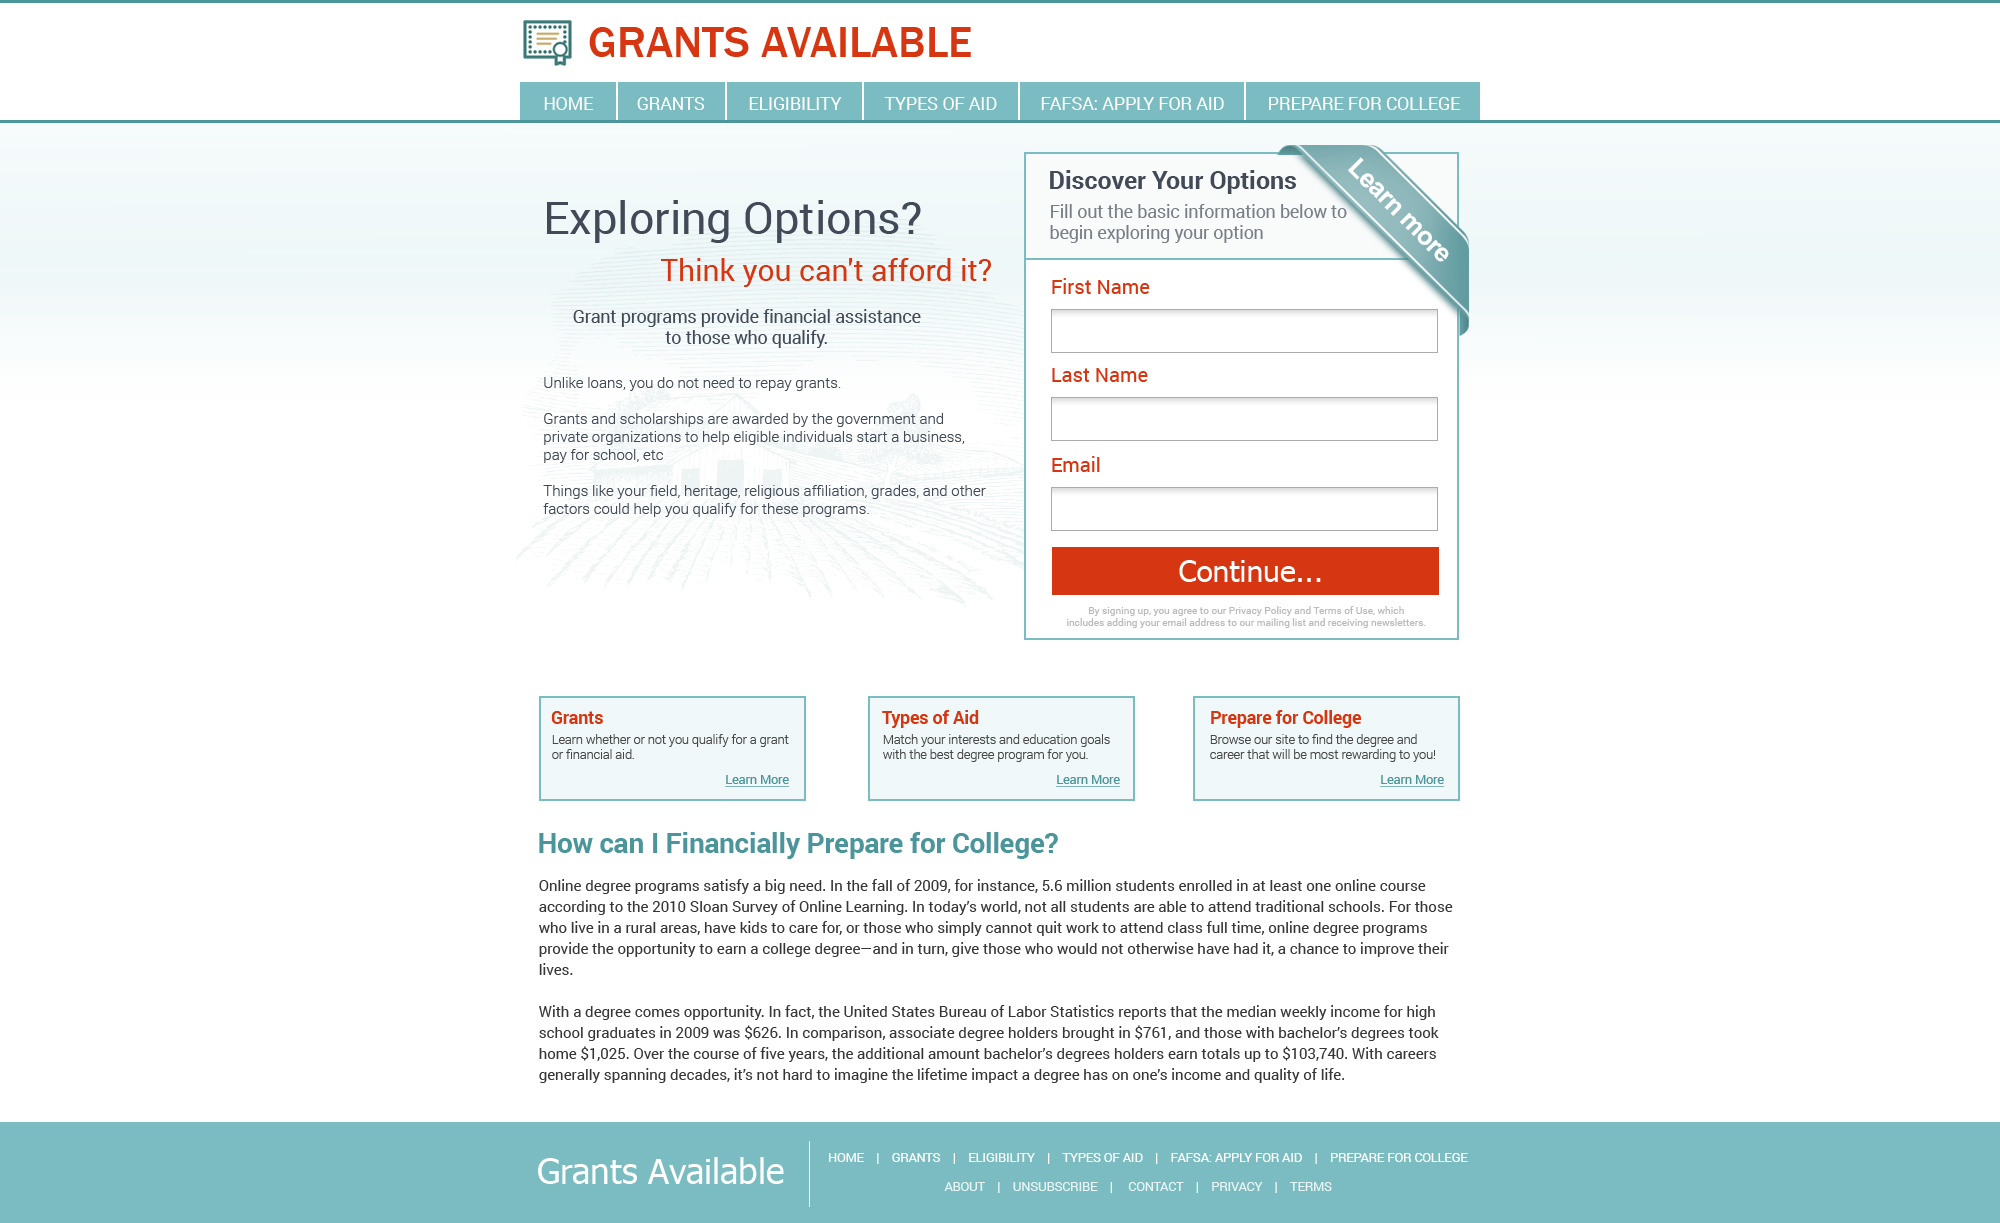 GRANTS AVAILABLE
HOME GRANTS ELIGIBILITY TYPES OF AID FAFSA: APPLY FOR AID PREPARE FOR COLLEGE
Exploring Options?
Think you can't afford it?
Grant programs provide financial assistance
to those who qualify.
Unlike loans, you do not need to repay grants.
Grants and scholarships are awarded by the government and
private organizations to help eligible individuals start a business,
pay for school, etc
Things like your field, heritage, religious affiliation, grades, and other
factors could help you qualify for these programs.
Discover Your Options
Fill out the basic information below to
begin exploring your option
Learn more
First Name
Last Name
Email
Continue...
By signing up, you agree to our Privacy Policy and Terms of Use, which
includes adding your email address to our mailing list and receiving newsletters.
Grants
Learn whether or not you qualify for a grant
or financial aid.
Learn More
Types of Aid
Match your interests and education goals
with the best degree program for you.
Learn More
Prepare for College
Browse our site to find the degree and
career that will be most rewarding to you!
Learn More
How can I Financially Prepare for College?
Online degree programs satisfy a big need. In the fall of 2009, for instance, 5.6 million students enrolled in at least one online course
according to the 2010 Sloan Survey of Online Learning. In today’s world, not all students are able to attend traditional schools. For those
who live in a rural areas, have kids to care for, or those who simply cannot quit work to attend class full time, online degree programs
provide the opportunity to earn a college degree—and in turn, give those who would not otherwise have had it, a chance to improve their
lives.
With a degree comes opportunity. In fact, the United States Bureau of Labor Statistics reports that the median weekly income for high
school graduates in 2009 was $626. In comparison, associate degree holders brought in $761, and those with bachelor’s degrees took
home $1,025. Over the course of five years, the additional amount bachelor’s degrees holders earn totals up to $103,740. With careers
generally spanning decades, it’s not hard to imagine the lifetime impact a degree has on one’s income and quality of life.
Grants Available
HOME | GRANTS | ELIGIBILITY | TYPES OF AID | FAFSA: APPLY FOR AID | PREPARE FOR COLLEGE
ABOUT | UNSUBSCRIBE | CONTACT | PRIVACY | TERMS